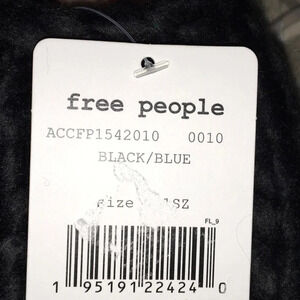 free people
ACCFP1542010 0010
BLACK/BLUE
size 1SZ
FL_9
1 95191 22424 0